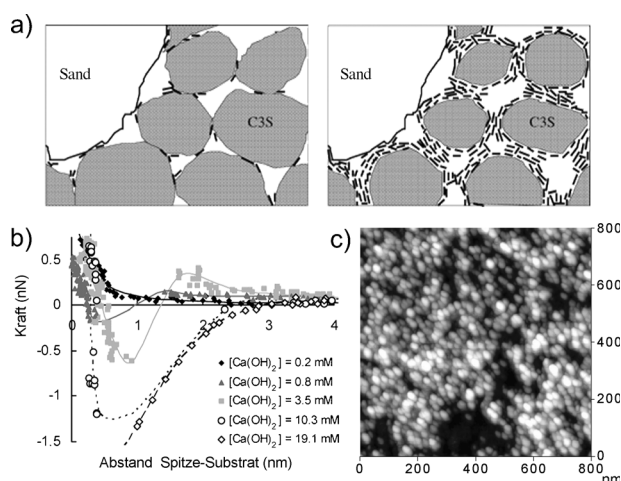 a)
Sand
C3S
Sand
C3S
b)
Kraft (nN)
0.5
0
-0.5
-1
-1.5
0
1
2
3
4
[Ca(OH)2] = 0.2 mM
[Ca(OH)2] = 0.8 mM
[Ca(OH)2] = 3.5 mM
[Ca(OH)2] = 10.3 mM
[Ca(OH)2] = 19.1 mM
Abstand Spitze-Substrat (nm)
c)
800
600
400
200
0
0 200 400 600 800
nm